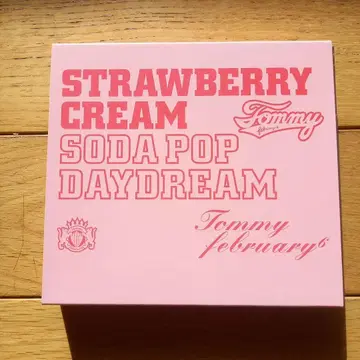 STRAWBERRY
CREAM
Tommy
SODA POP
DAYDREAM
Tommy
february6